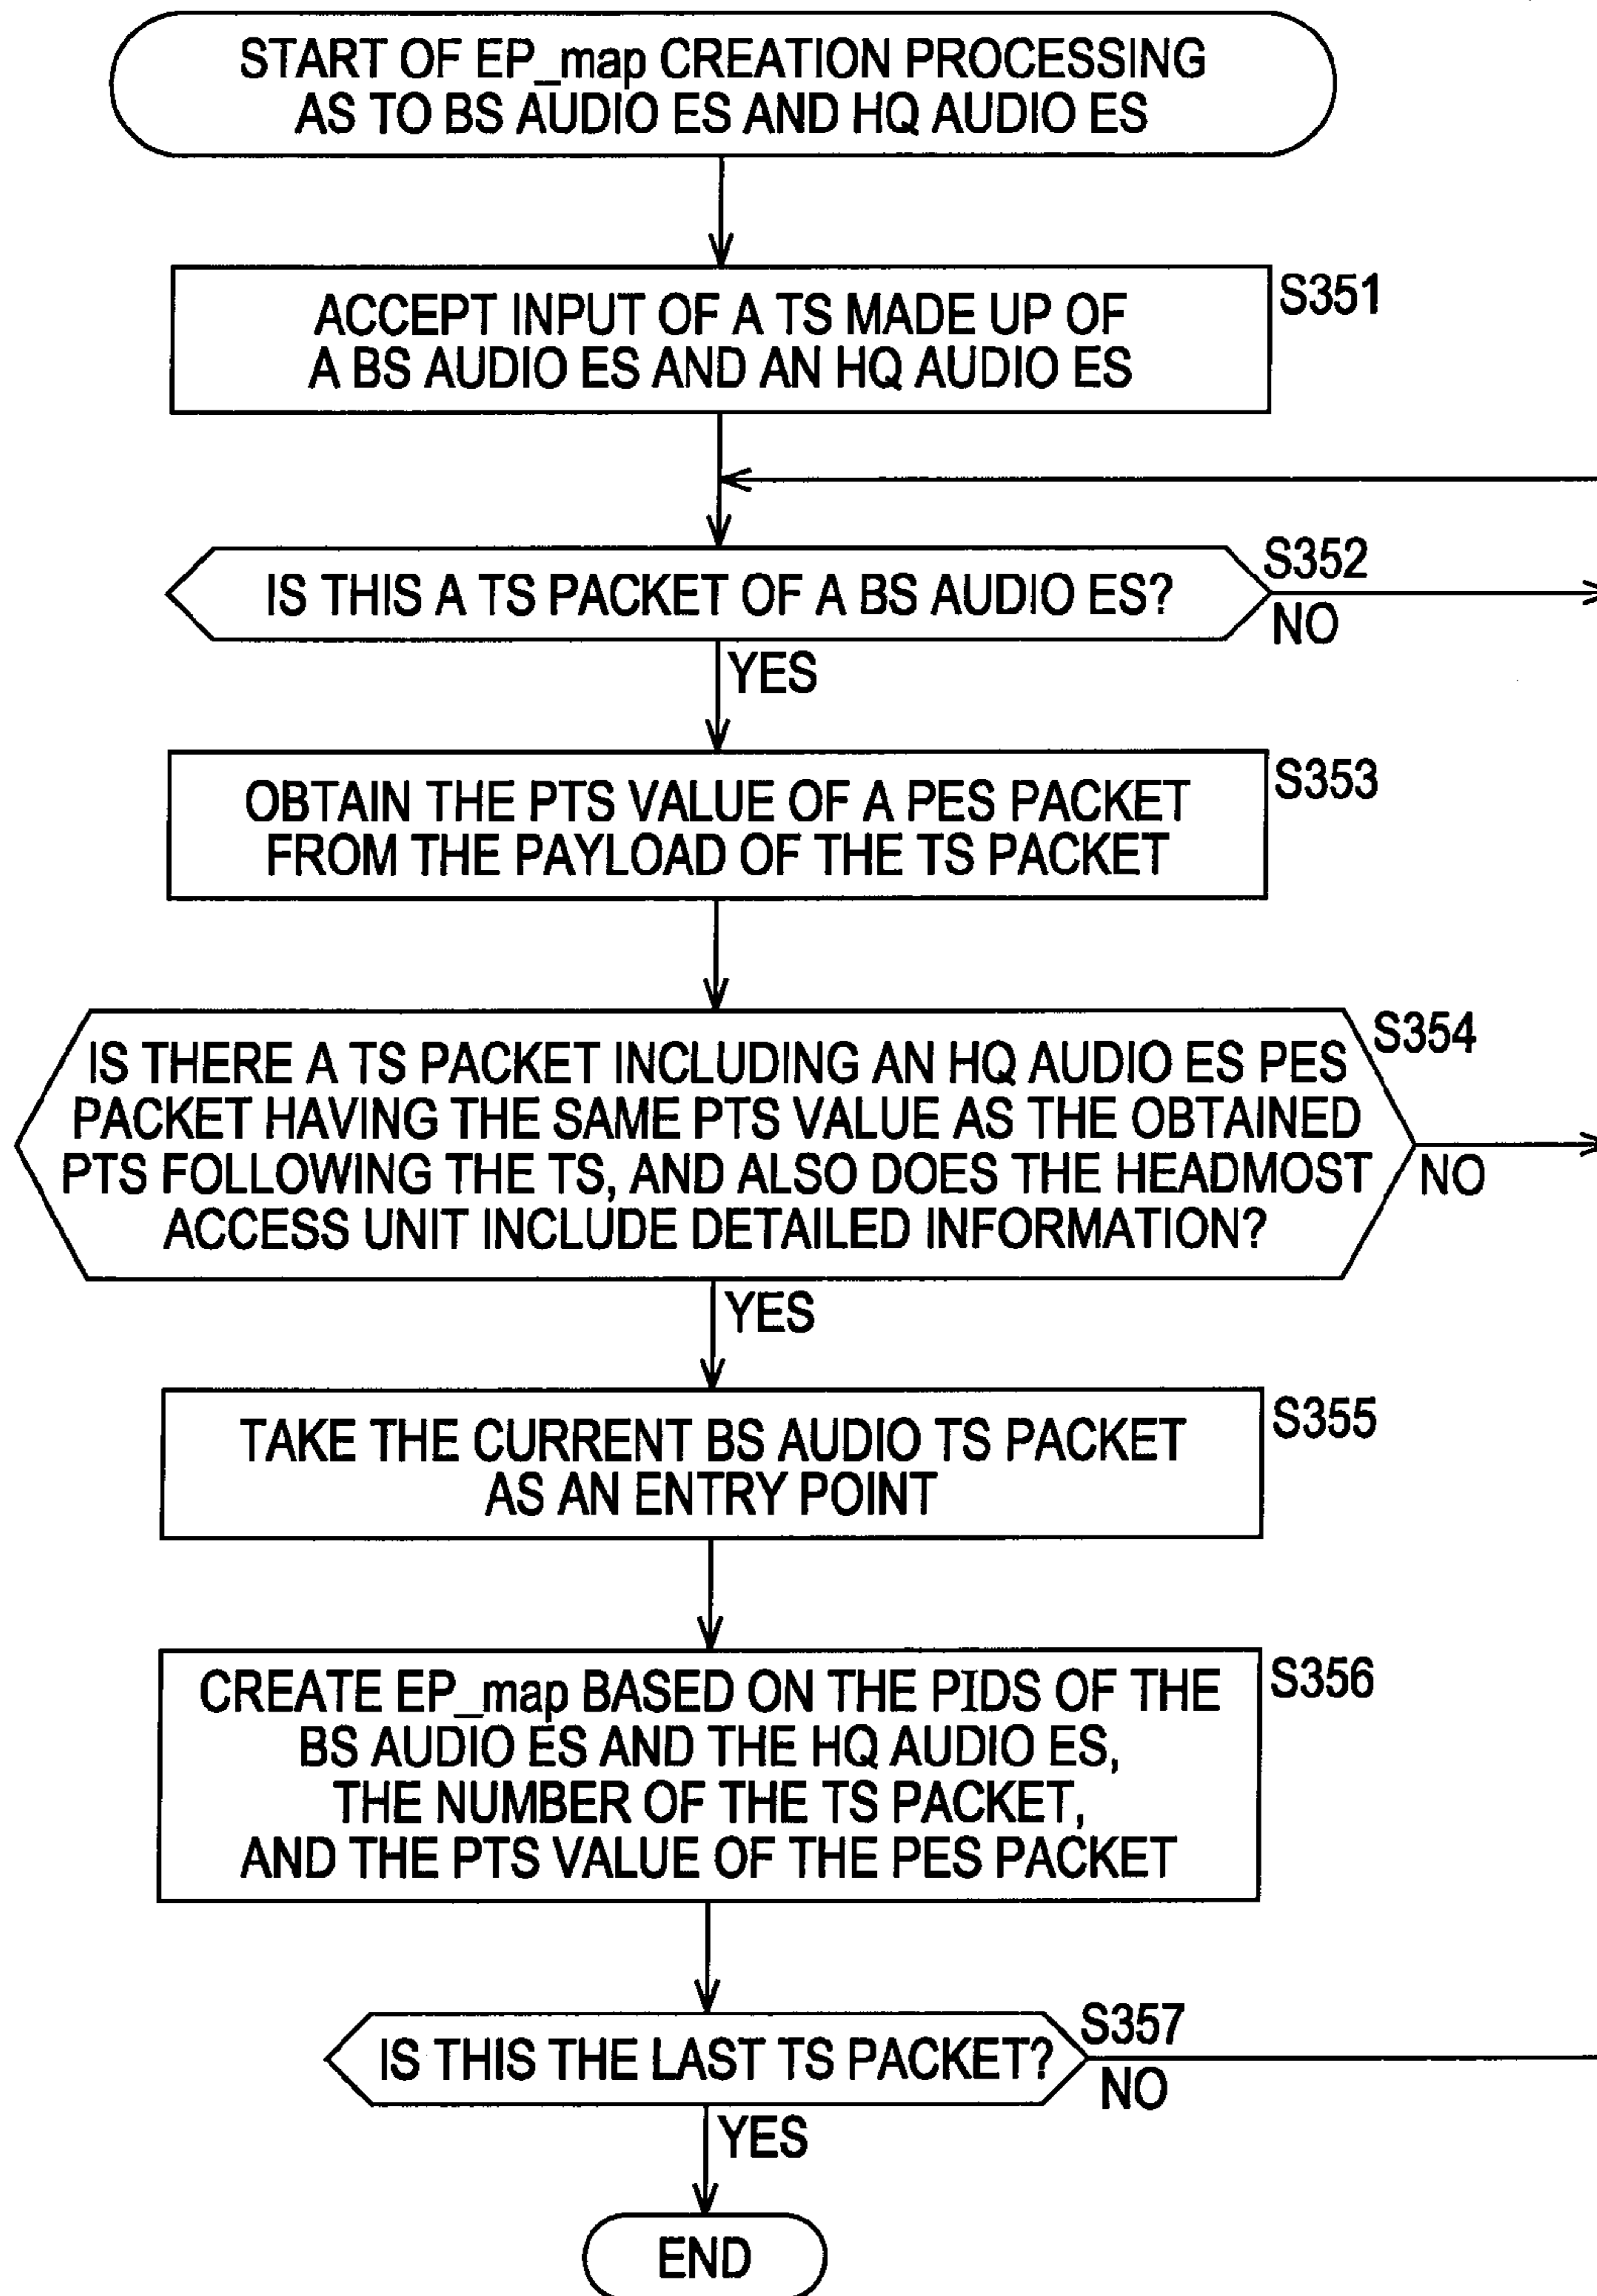 START OF EP_map CREATION PROCESSING
AS TO BS AUDIO ES AND HQ AUDIO ES
S351
ACCEPT INPUT OF A TS MADE UP OF
A BS AUDIO ES AND AN HQ AUDIO ES
S352
IS THIS A TS PACKET OF A BS AUDIO ES?
NO
YES
S353
OBTAIN THE PTS VALUE OF A PES PACKET
FROM THE PAYLOAD OF THE TS PACKET
S354
IS THERE A TS PACKET INCLUDING AN HQ AUDIO ES PES
PACKET HAVING THE SAME PTS VALUE AS THE OBTAINED
PTS FOLLOWING THE TS, AND ALSO DOES THE HEADMOST
ACCESS UNIT INCLUDE DETAILED INFORMATION?
NO
YES
S355
TAKE THE CURRENT BS AUDIO TS PACKET
AS AN ENTRY POINT
S356
CREATE EP_map BASED ON THE PIDS OF THE
BS AUDIO ES AND THE HQ AUDIO ES,
THE NUMBER OF THE TS PACKET,
AND THE PTS VALUE OF THE PES PACKET
S357
IS THIS THE LAST TS PACKET?
NO
YES
END